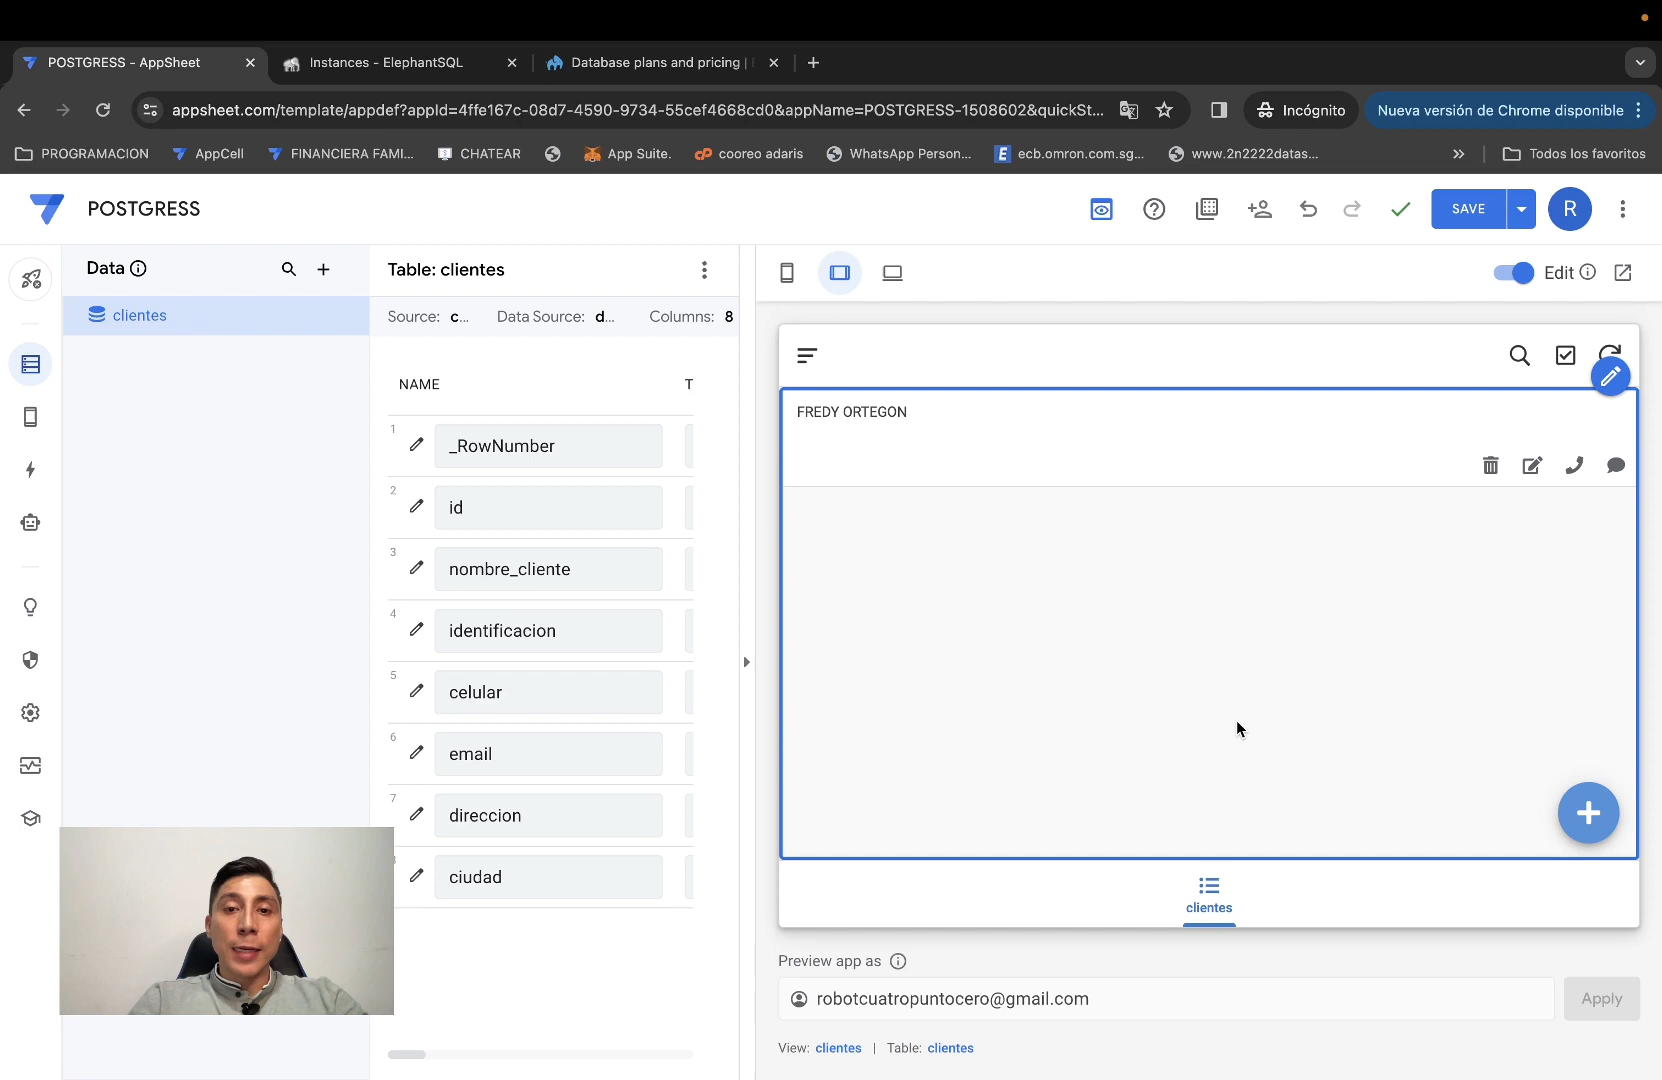 POSTGRESS - AppSheet
Instances - ElephantSQL
Database plans and pricing |
appsheet.com/template/appdef?appId=4ffe167c-08d7-4590-9734-55cef4668cd0&appName=POSTGRESS-1508602&quickSt...
Incógnito
Nueva versión de Chrome disponible
PROGRAMACION
AppCell
FINANCIERA FAMI...
CHATEAR
App Suite.
cooreo adaris
WhatsApp Person...
ecb.omron.com.sg...
www.2n2222datas...
»
Todos los favoritos
POSTGRESS
SAVE
R
Data
clientes
Table: clientes
Source: c...
Data Source: d...
Columns: 8
NAME
T
1
_RowNumber
2
id
3
nombre_cliente
4
identificacion
5
celular
6
email
7
direccion
ciudad
Edit
FREDY ORTEGON
clientes
Preview app as
robotcuatropuntocero@gmail.com
Apply
View: clientes | Table: clientes